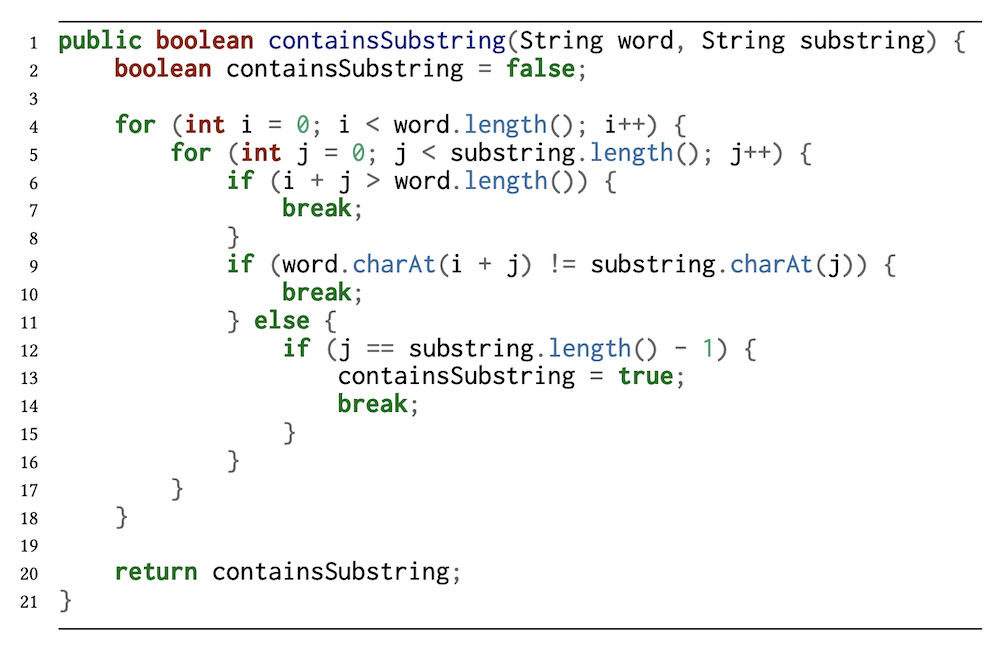 1 public boolean containsSubstring(String word, String substring) {
2     boolean containsSubstring = false;
3
4     for (int i = 0; i < word.length(); i++) {
5         for (int j = 0; j < substring.length(); j++) {
6             if (i + j > word.length()) {
7                 break;
8             }
9             if (word.charAt(i + j) != substring.charAt(j)) {
10                 break;
11             } else {
12                 if (j == substring.length() - 1) {
13                     containsSubstring = true;
14                     break;
15                 }
16             }
17         }
18     }
19
20     return containsSubstring;
21 }